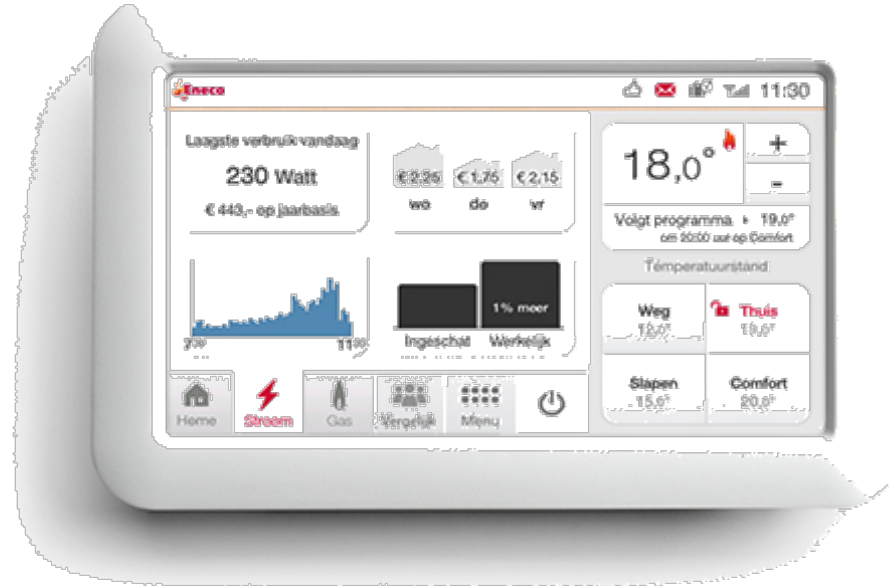 Eneco
11:30
Laagste verbruik vandaag
230 Watt
€ 443,- op jaarbasis
€ 2,25
€ 1,75
€ 2,15
wo
do
vr
18,0°
+
-
Volgt programma
19,0°
om 20:00 uur op Comfort
Temperatuurstand
1% meer
Ingeschat
Werkelijk
Weg
12,0°
Thuis
Slapen
15,0°
Comfort
20,0°
Home
Stroom
Gas
Vergelijk
Menu